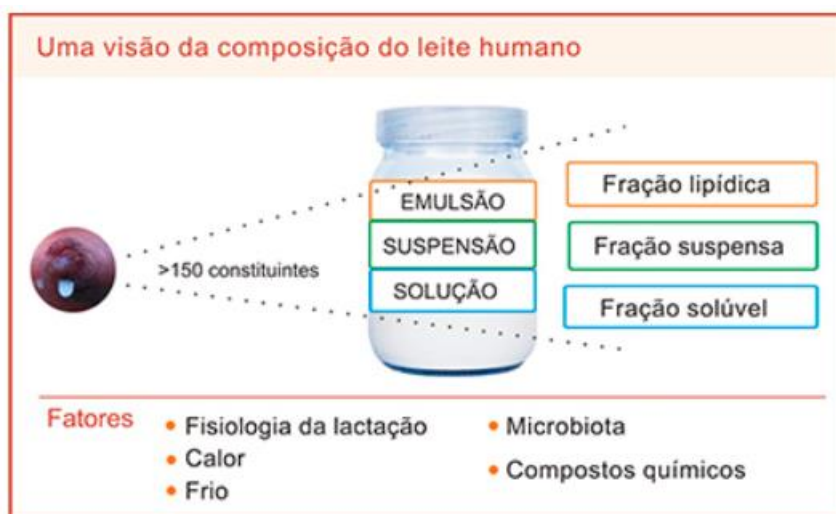 Uma visão da composição do leite humano
>150 constituintes
EMULSÃO
SUSPENSÃO
SOLUÇÃO
Fração lipídica
Fração suspensa
Fração solúvel
Fatores
• Fisiologia da lactação
• Calor
• Frio
• Microbiota
• Compostos químicos